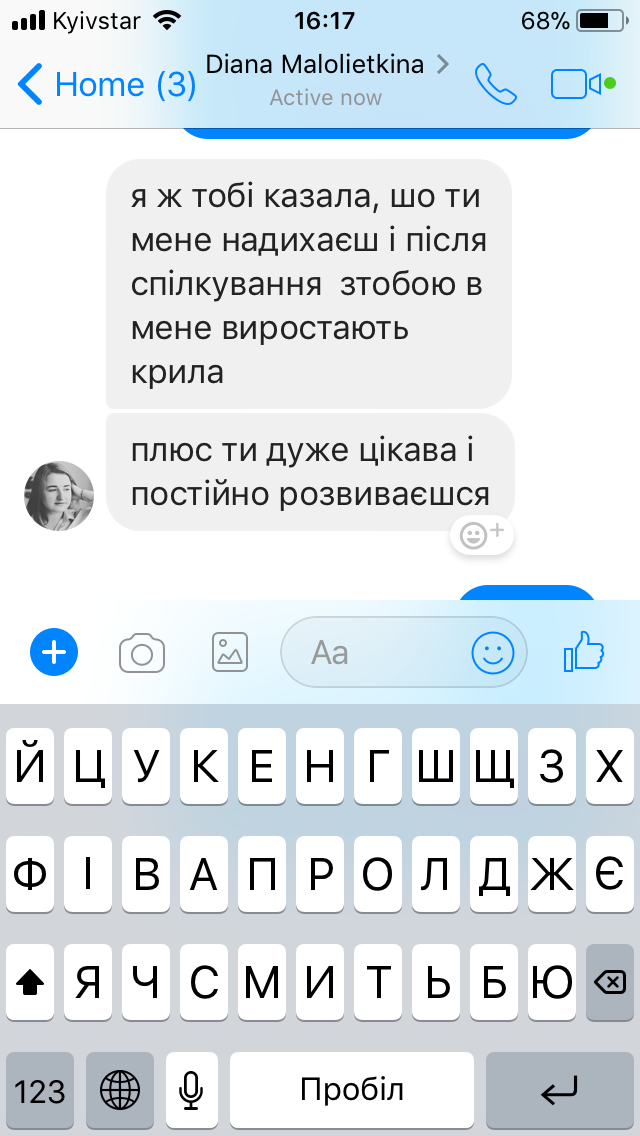 Kyivstar 16:17 68%
Home (3) Diana Malolietkina
Active now
я ж тобі казала, шо ти
мене надихаєш і після
спілкування зтобою в
мене виростають
крила
плюс ти дуже цікава і
постійно розвиваєшся
Aa
Й Ц У К Е Н Г Ш Щ З Х
Ф І В А П Р О Л Д Ж Є
Я Ч С М И Т Ь Б Ю
123 Пробіл